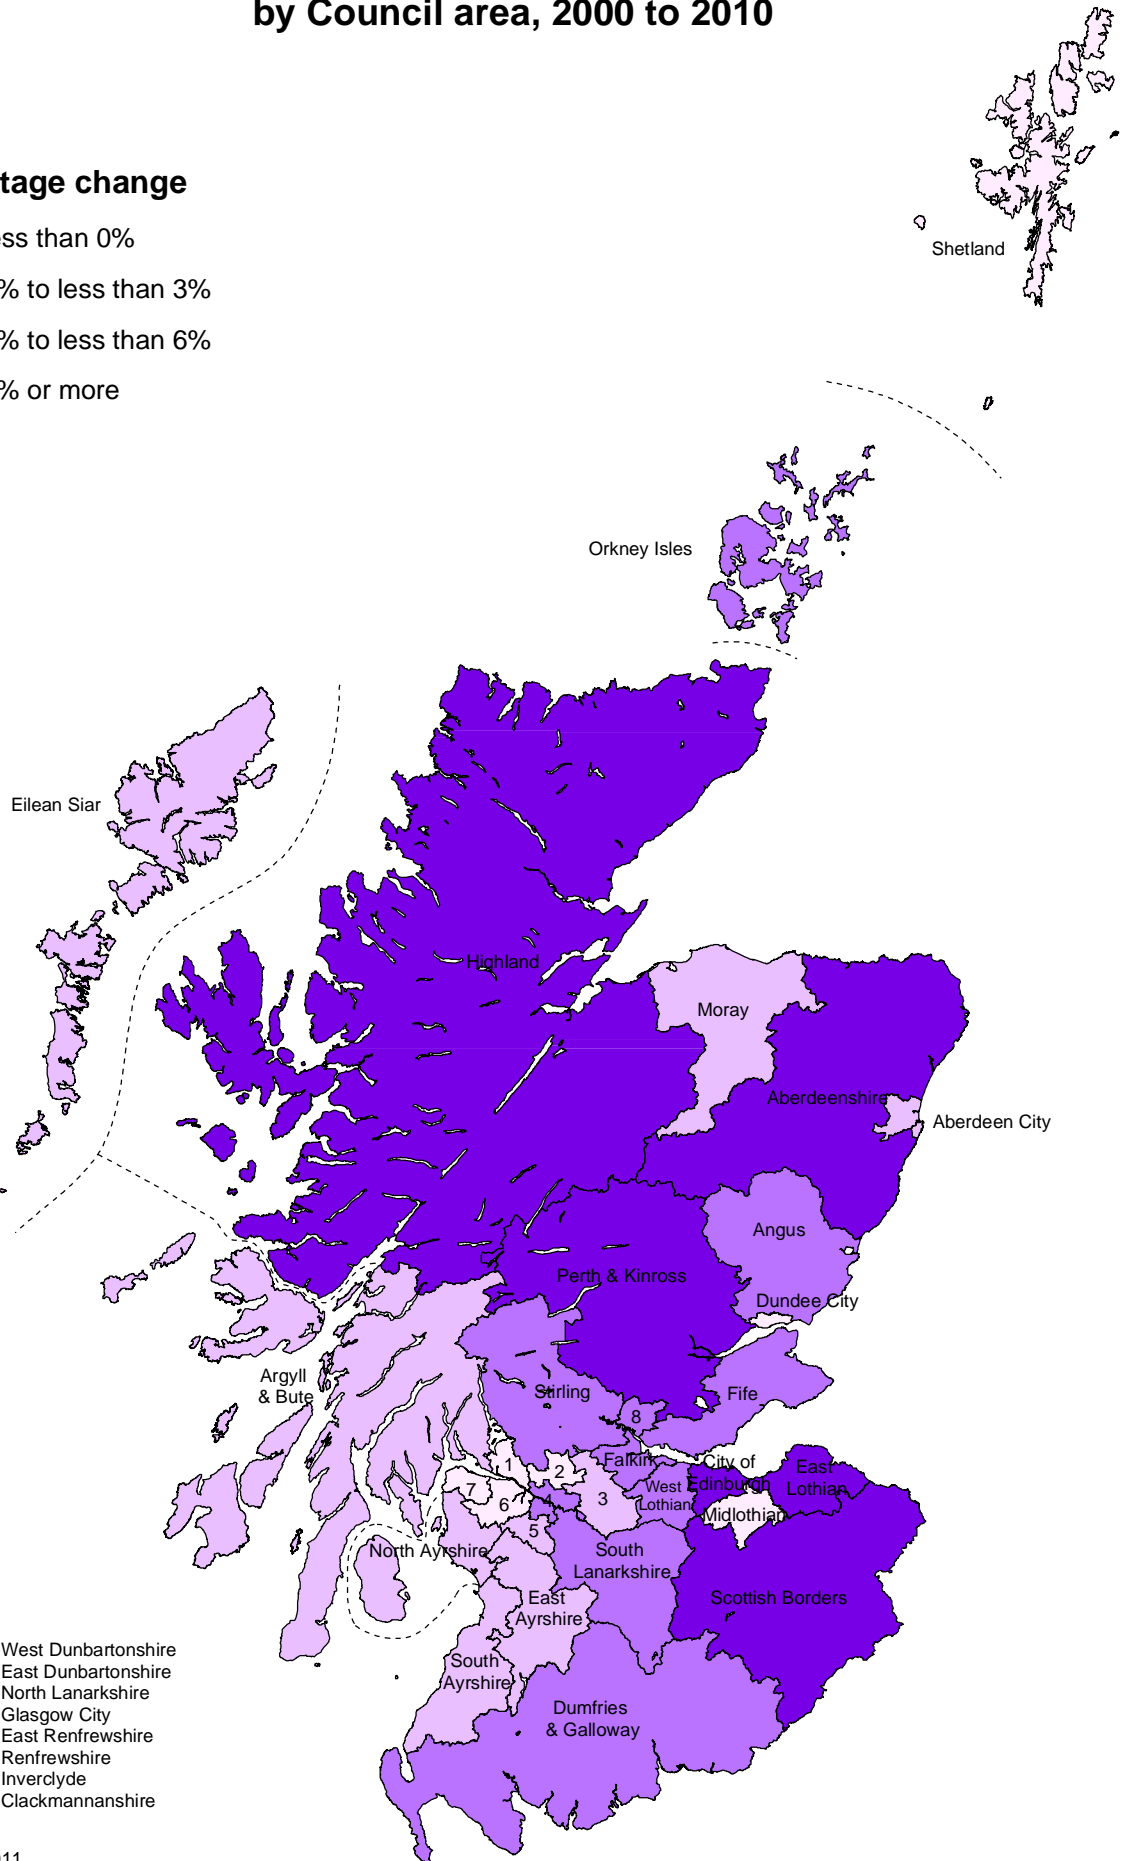 by Council area, 2000 to 2010
tage change
ess than 0%
% to less than 3%
% to less than 6%
% or more
Shetland
Orkney Isles
Eilean Siar
Highland
Moray
Aberdeenshire
Aberdeen City
Angus
Perth & Kinross
Dundee City
Argyll
& Bute
Stirling
Fife
8
1
2
Falkirk
City of
Edinburgh
East
Lothian
7
6
4
3
West
Lothian
Midlothian
5
North Ayrshire
South
Lanarkshire
East
Ayrshire
Scottish Borders
South
Ayrshire
Dumfries
& Galloway
West Dunbartonshire
East Dunbartonshire
North Lanarkshire
Glasgow City
East Renfrewshire
Renfrewshire
Inverclyde
Clackmannanshire